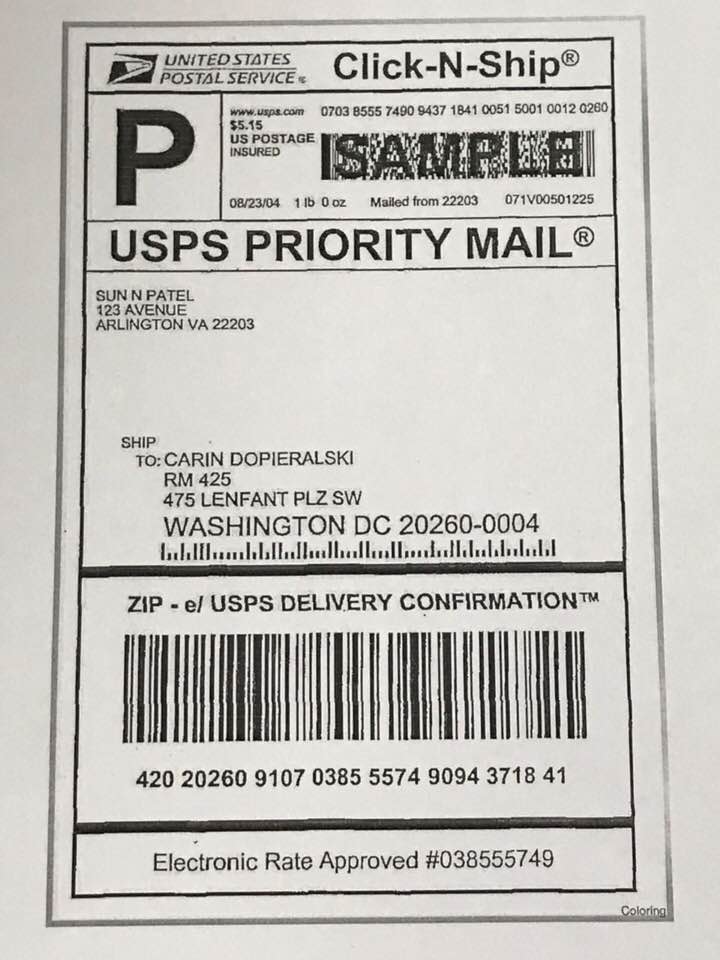 UNITED STATES
POSTAL SERVICE®
Click-N-Ship®
P
www.usps.com 0703 8555 7490 9437 1841 0051 5001 0012 0260
$5.15
US POSTAGE
INSURED
SAMPLE
08/23/04 1 lb 0 oz Mailed from 22203 071V00501225
USPS PRIORITY MAIL®
SUN N PATEL
123 AVENUE
ARLINGTON VA 22203
SHIP
TO: CARIN DOPIERALSKI
RM 425
475 LENFANT PLZ SW
WASHINGTON DC 20260-0004
ZIP - e/ USPS DELIVERY CONFIRMATION™
420 20260 9107 0385 5574 9094 3718 41
Electronic Rate Approved #038555749
Coloring